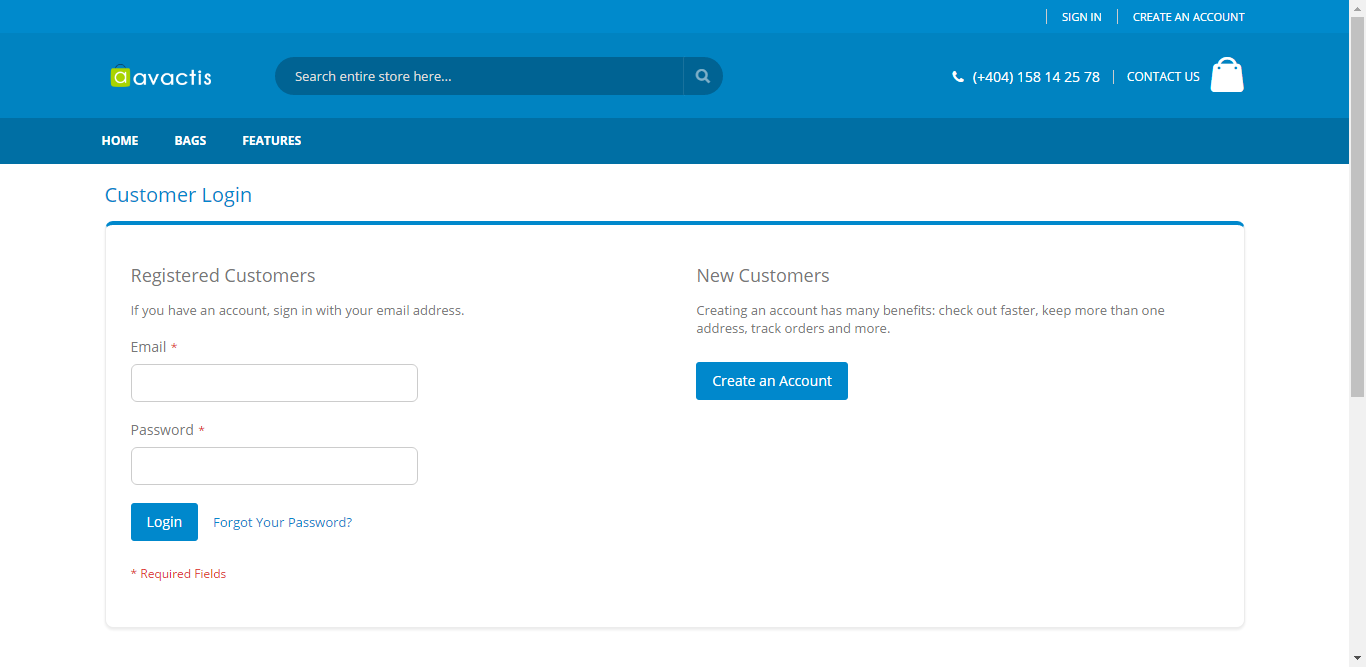 SIGN IN
CREATE AN ACCOUNT
a avactis
Search entire store here...
(+404) 158 14 25 78
CONTACT US
HOME
BAGS
FEATURES
Customer Login
Registered Customers
If you have an account, sign in with your email address.
Email *
Password *
Login
Forgot Your Password?
* Required Fields
New Customers
Creating an account has many benefits: check out faster, keep more than one
address, track orders and more.
Create an Account